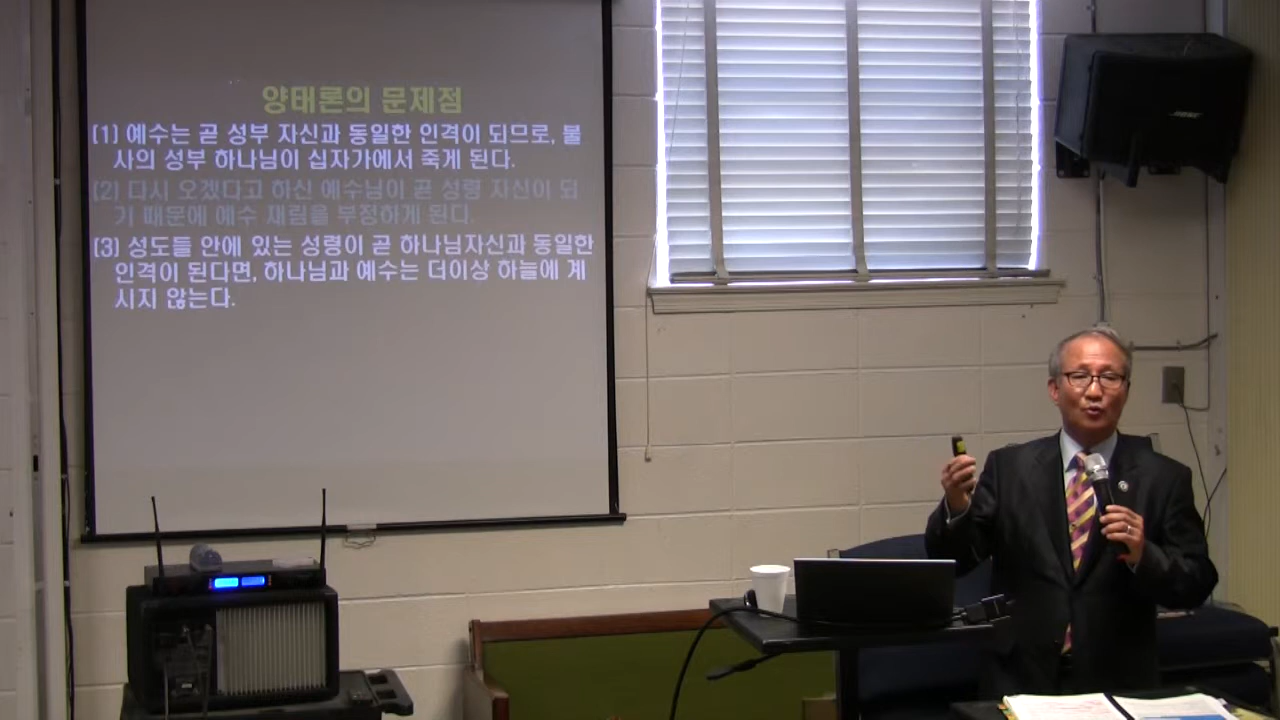 양태론의 문제점
(1) 예수는 곧 성부 자신과 동일한 인격이 되므로, 불
사의 성부 하나님이 십자가에서 죽게 된다.
(2) 다시 오겠다고 하신 예수님이 곧 성령 자신이 되
기 때문에 예수 재림을 부정하게 된다.
(3) 성도들 안에 있는 성령이 곧 하나님자신과 동일한
인격이 된다면, 하나님과 예수는 더이상 하늘에 계
시지 않는다.